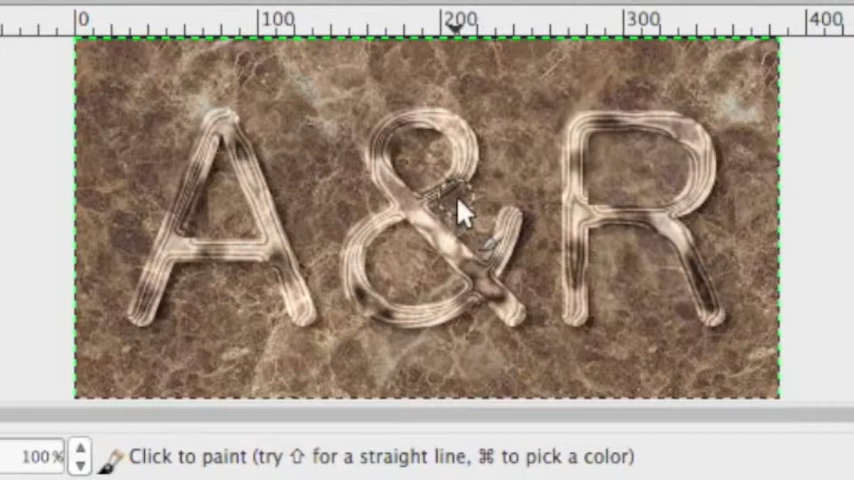 0 100 200 300 400
A&R
100% Click to paint (try ⇧ for a straight line, ⌘ to pick a color)